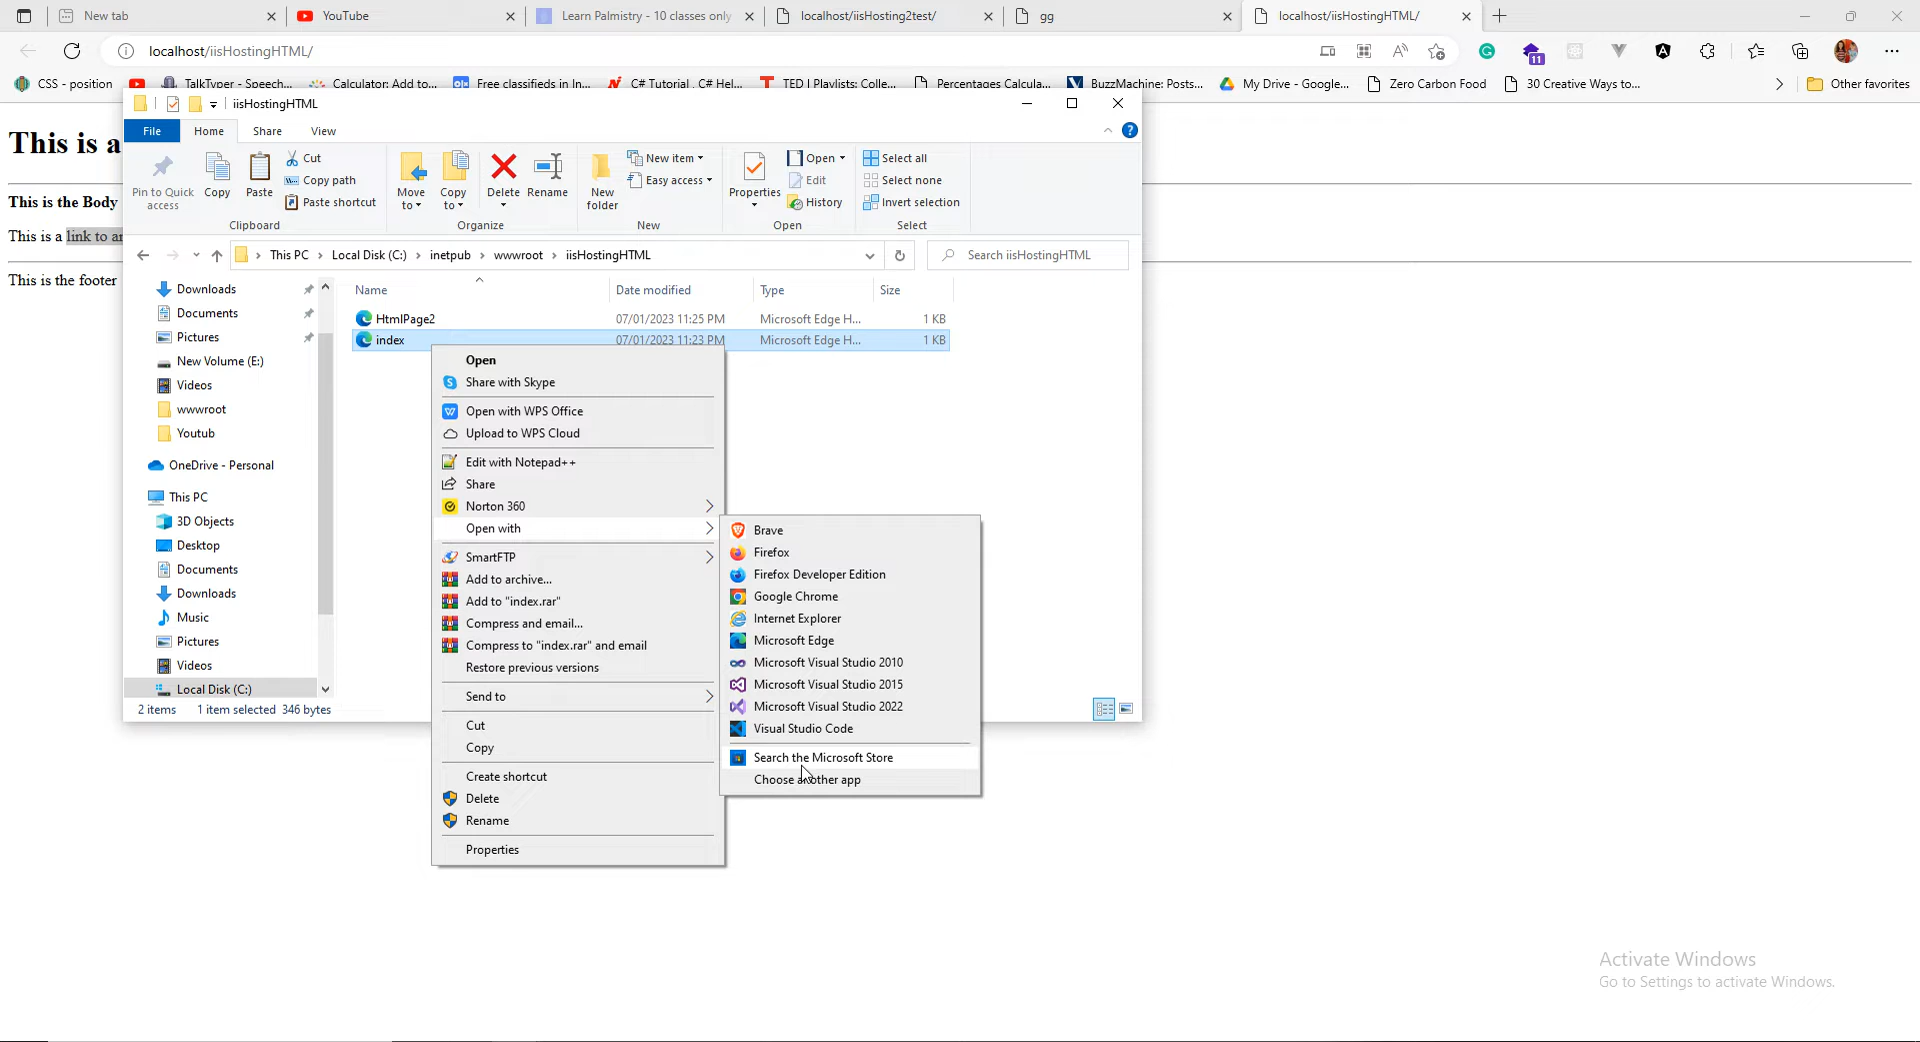 New tab
YouTube
Learn Palmistry - 10 classes only
localhost/iisHosting2test/
gg
localhost/iisHostingHTML/
localhost/iisHostingHTML/
11
CSS - position
TalkTyper - Speech...
Calculator: Add to...
Free classifieds in In...
C# Tutorial , C# Hel...
TED | Playlists: Colle...
Percentages Calcula...
BuzzMachine: Posts...
My Drive - Google...
Zero Carbon Food
30 Creative Ways to...
Other favorites
This is a
This is the Body
This is a link to an
This is the footer
iisHostingHTML
File
Home
Share
View
Pin to Quick access
Copy
Paste
Cut
Copy path
Paste shortcut
Clipboard
Move to
Copy to
Delete
Rename
Organize
New folder
New item
Easy access
New
Properties
Open
Edit
History
Open
Select all
Select none
Invert selection
Select
This PC > Local Disk (C:) > inetpub > wwwroot > iisHostingHTML
Search iisHostingHTML
Downloads
Documents
Pictures
New Volume (E:)
Videos
wwwroot
Youtub
OneDrive - Personal
This PC
3D Objects
Desktop
Documents
Downloads
Music
Pictures
Videos
Local Disk (C:)
Name
Date modified
Type
Size
HtmlPage2 07/01/2023 11:25 PM Microsoft Edge H... 1 KB
index 07/01/2023 11:23 PM Microsoft Edge H... 1 KB
2 items 1 item selected 346 bytes
Open
Share with Skype
Open with WPS Office
Upload to WPS Cloud
Edit with Notepad++
Share
Norton 360
Open with
SmartFTP
Add to archive...
Add to "index.rar"
Compress and email...
Compress to "index.rar" and email
Restore previous versions
Send to
Cut
Copy
Create shortcut
Delete
Rename
Properties
Brave
Firefox
Firefox Developer Edition
Google Chrome
Internet Explorer
Microsoft Edge
Microsoft Visual Studio 2010
Microsoft Visual Studio 2015
Microsoft Visual Studio 2022
Visual Studio Code
Search the Microsoft Store
Choose another app
Activate Windows
Go to Settings to activate Windows.